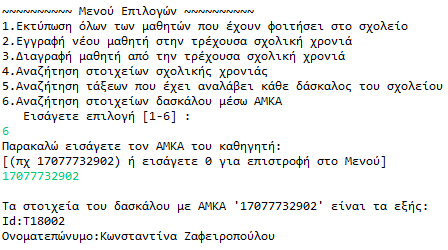 ~~~~~~~~~~ Μενού Επιλογών ~~~~~~~~~~
1.Εκτύπωση όλων των μαθητών που έχουν φοιτήσει στο σχολείο
2.Εγγραφή νέου μαθητή στην τρέχουσα σχολική χρονιά
3.Διαγραφή μαθητή από την τρέχουσα σχολική χρονιά
4.Αναζήτηση στοιχείων σχολικής χρονιάς
5.Αναζήτηση τάξεων που έχει αναλάβει κάθε δάσκαλος του σχολείου
6.Αναζήτηση στοιχείων δασκάλου μέσω ΑΜΚΑ
Εισάγετε επιλογή [1-6] :
6
Παρακαλώ εισάγετε τον ΑΜΚΑ του καθηγητή:
[(πχ 17077732902) ή εισάγετε 0 για επιστροφή στο Μενού]
17077732902
Τα στοιχεία του δασκάλου με ΑΜΚΑ '17077732902' είναι τα εξής:
Id:T18002
Ονοματεπώνυμο:Κωνσταντίνα Ζαφειροπούλου